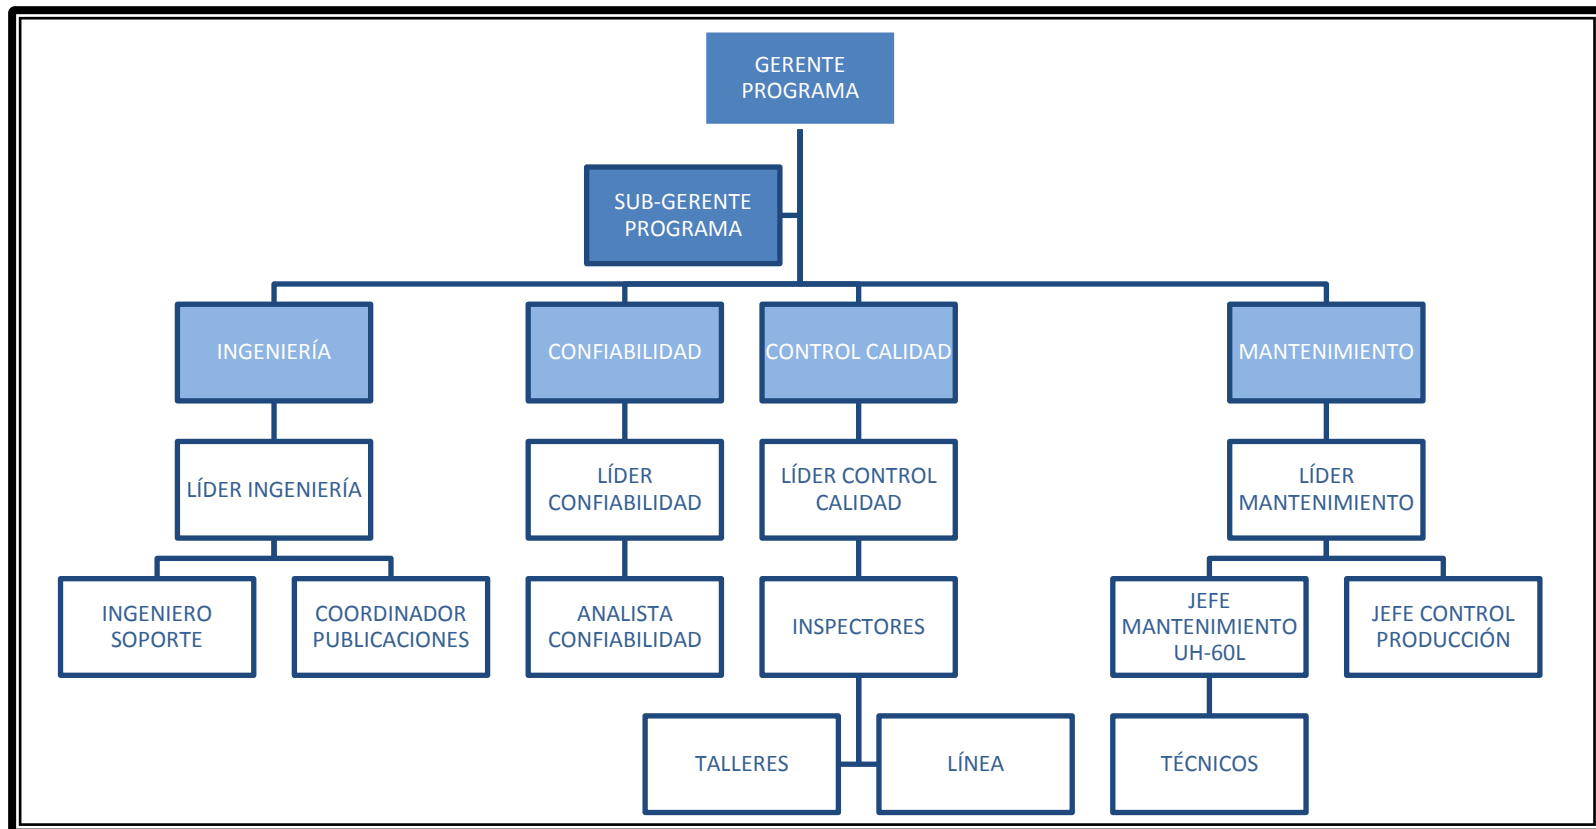 GERENTE
PROGRAMA
SUB-GERENTE
PROGRAMA
INGENIERÍA
CONFIABILIDAD
CONTROL CALIDAD
MANTENIMIENTO
LÍDER INGENIERÍA
LÍDER
CONFIABILIDAD
LÍDER CONTROL
CALIDAD
LÍDER
MANTENIMIENTO
INGENIERO
SOPORTE
COORDINADOR
PUBLICACIONES
ANALISTA
CONFIABILIDAD
INSPECTORES
JEFE
MANTENIMIENTO
UH-60L
JEFE CONTROL
PRODUCCIÓN
TALLERES
LÍNEA
TÉCNICOS